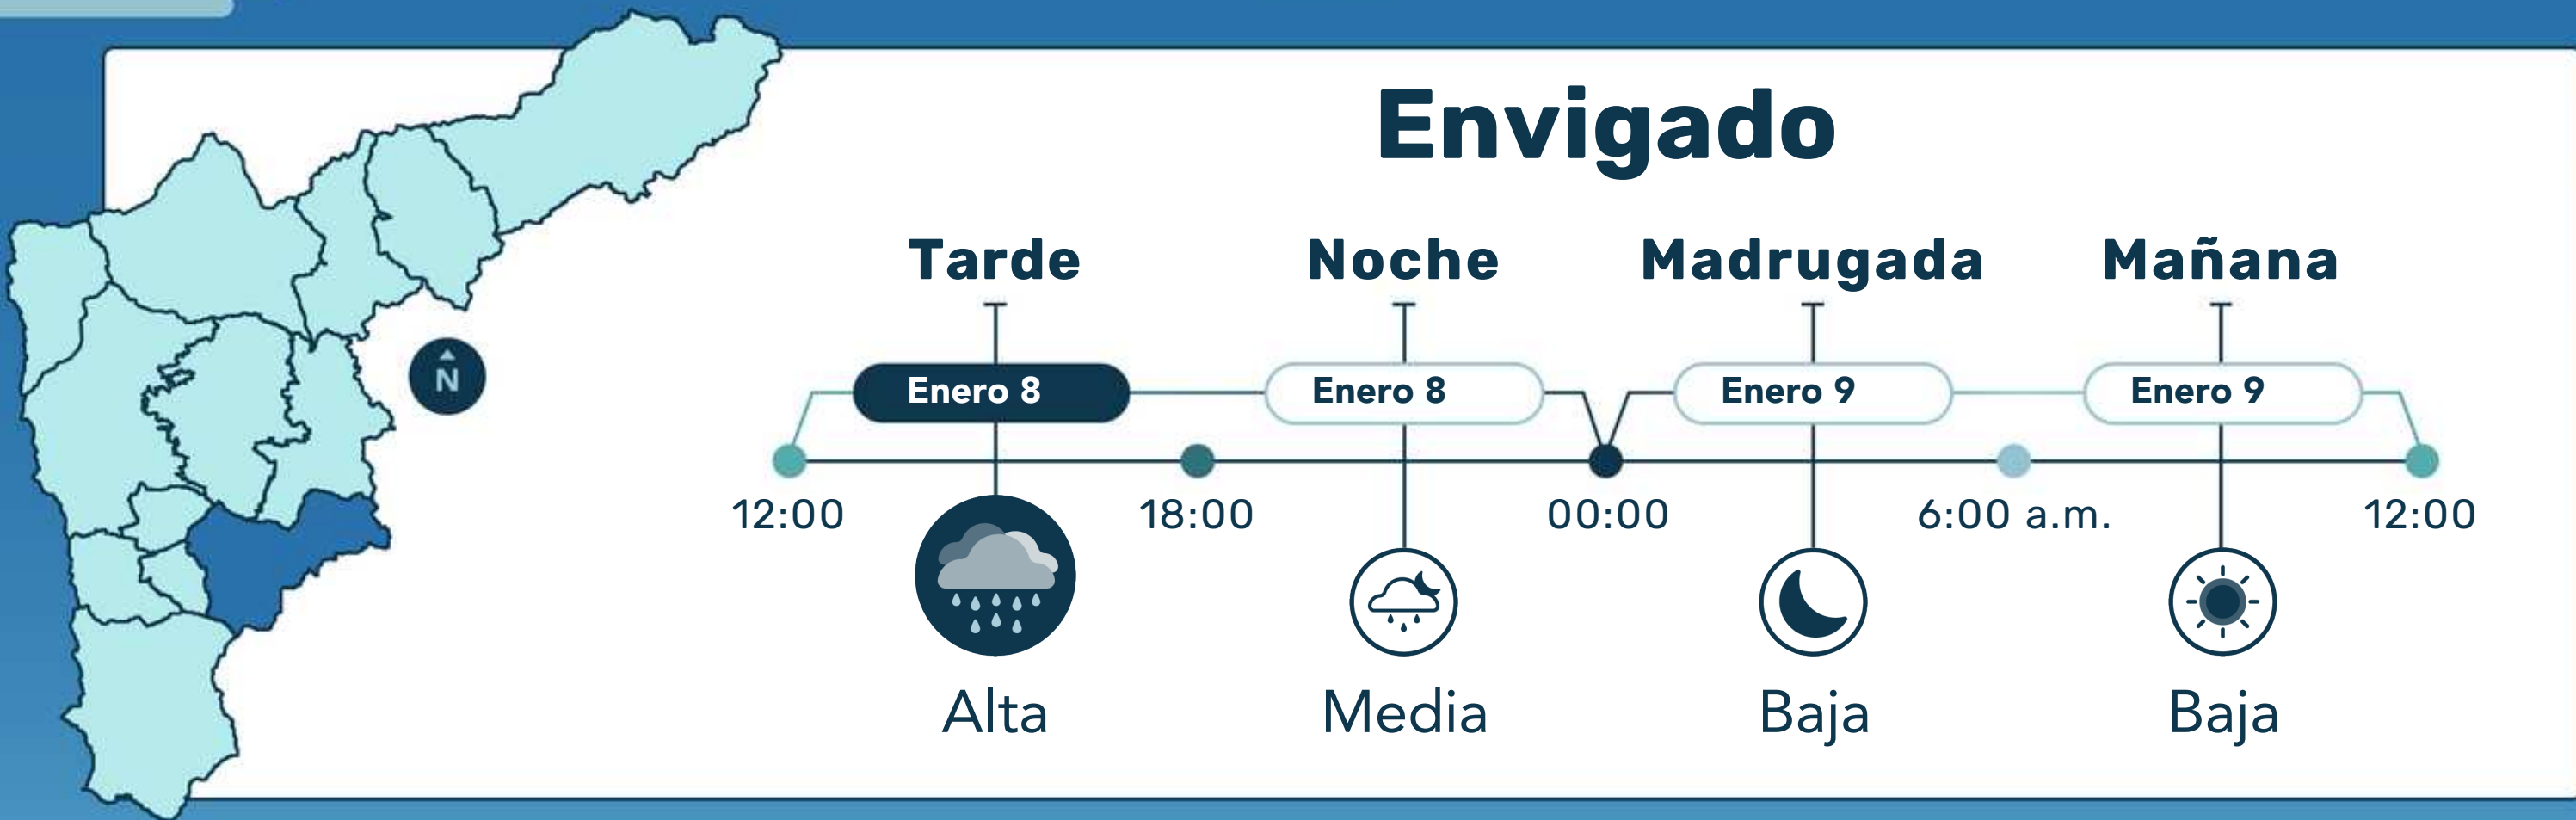 Envigado
Tarde Noche Madrugada Mañana
N
Enero 8 Enero 8 Enero 9 Enero 9
12:00 18:00 00:00 6:00 a.m. 12:00
Alta Media Baja Baja